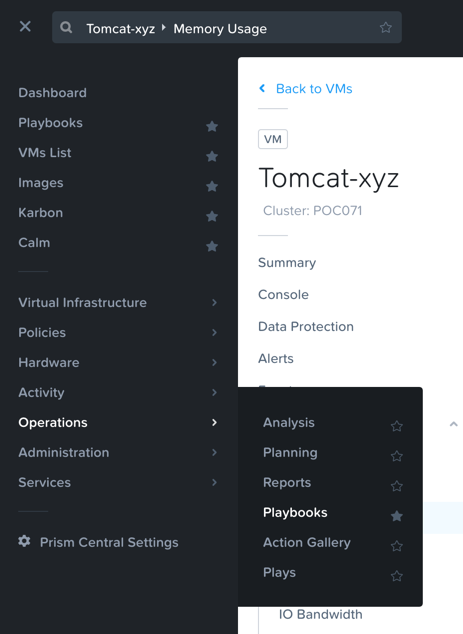 Tomcat-xyz ‣ Memory Usage
Dashboard
Playbooks
VMs List
Images
Karbon
Calm
Virtual Infrastructure
Policies
Hardware
Activity
Operations
Administration
Services
Prism Central Settings
Back to VMs
VM
Tomcat-xyz
Cluster: POC071
Summary
Console
Data Protection
Alerts
Analysis
Planning
Reports
Playbooks
Action Gallery
Plays
IO Bandwidth